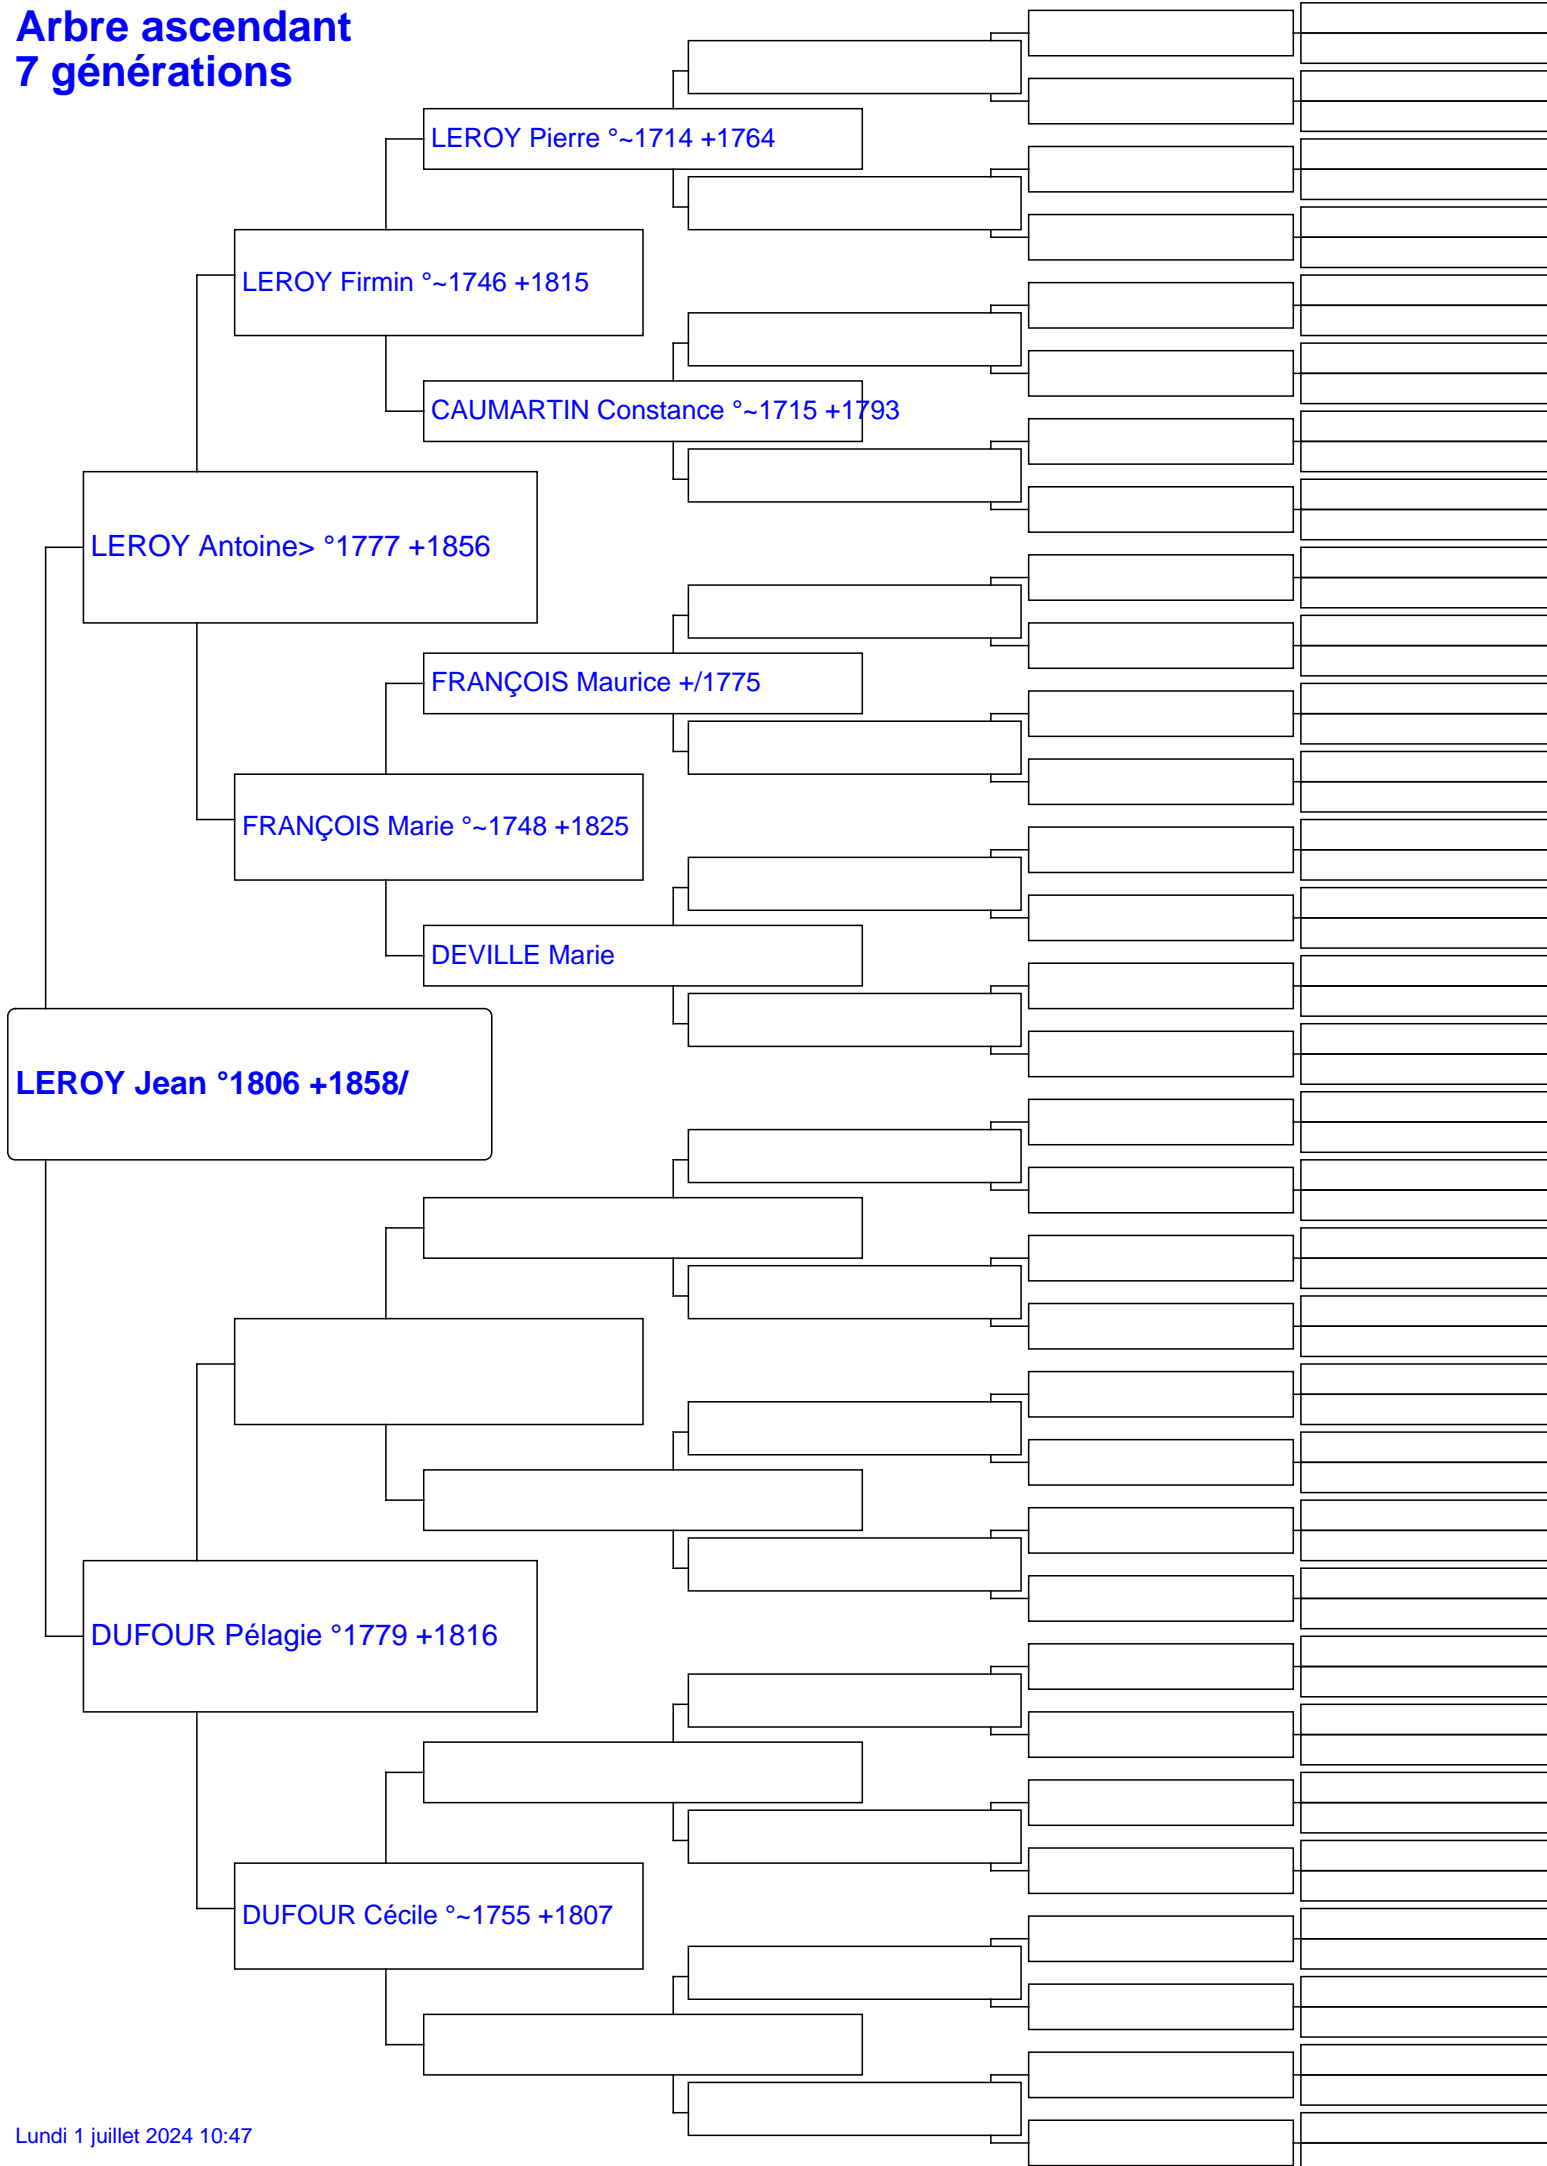 Arbre ascendant
7 générations
LEROY Pierre °~1714 +1764
LEROY Firmin °~1746 +1815
CAUMARTIN Constance °~1715 +1793
LEROY Antoine> °1777 +1856
FRANÇOIS Maurice +/1775
FRANÇOIS Marie °~1748 +1825
DEVILLE Marie
LEROY Jean °1806 +1858/
DUFOUR Pélagie °1779 +1816
DUFOUR Cécile °~1755 +1807
Lundi 1 juillet 2024 10:47